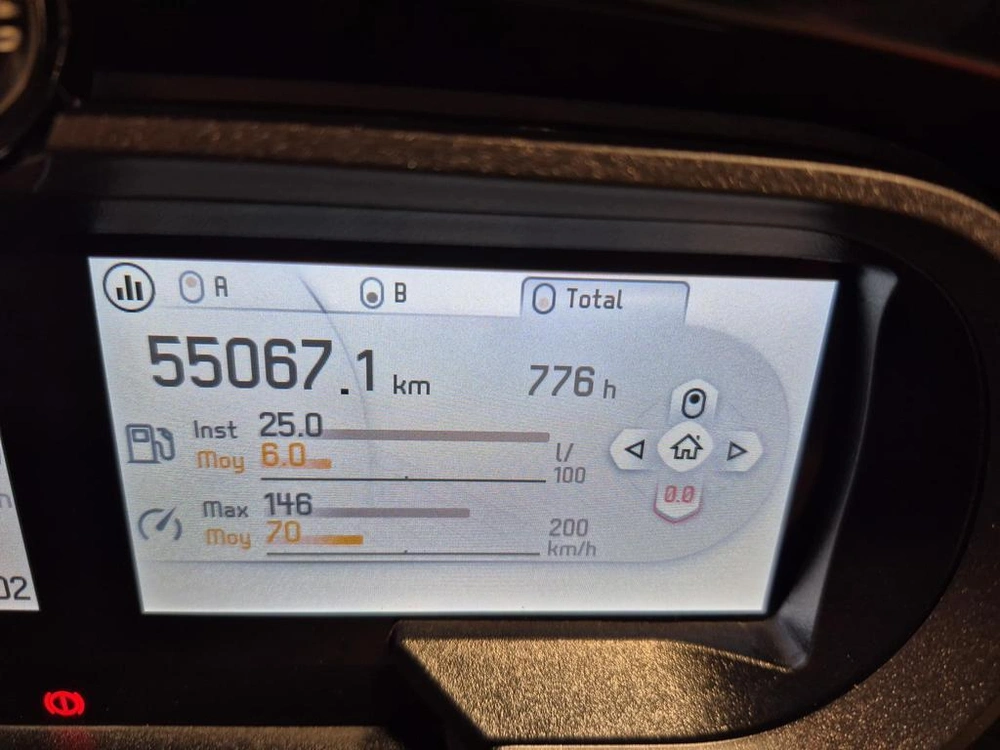 A B Total
55067.1 km 776 h
Inst 25.0
Moy 6.0
l/
100
Max 146
Moy 70
200
km/h
0.0
02